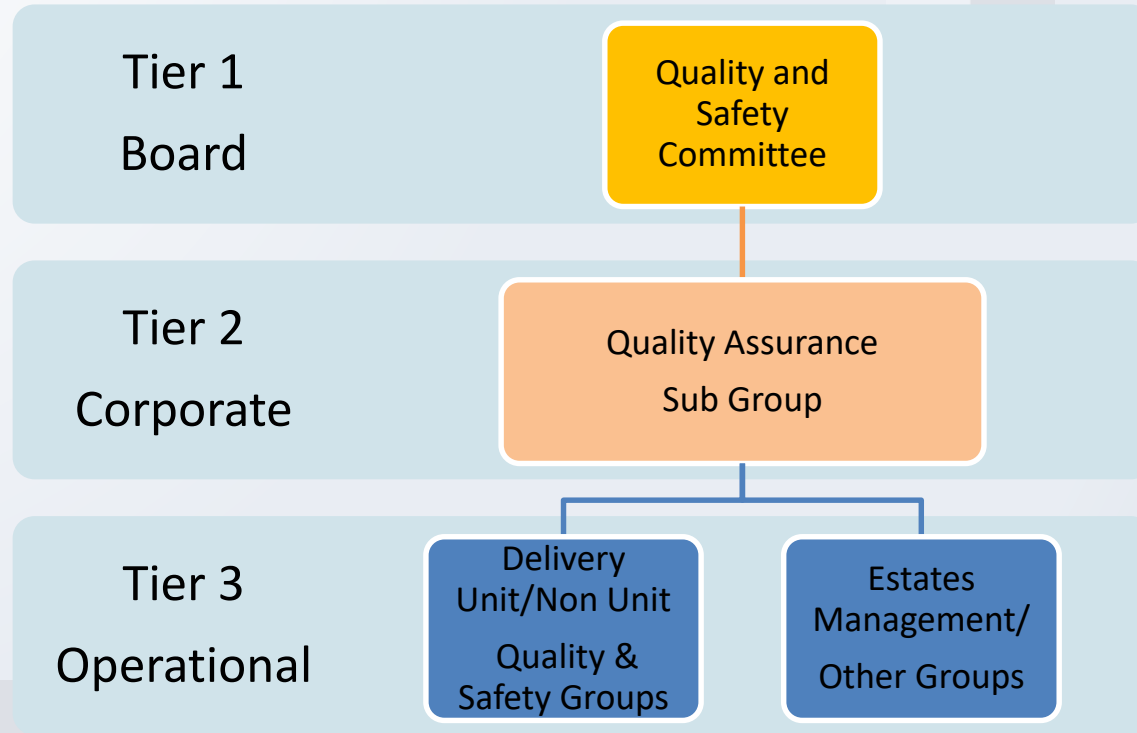 Tier 1
Board
Quality and
Safety
Committee
Tier 2
Corporate
Quality Assurance
Sub Group
Tier 3
Operational
Delivery
Unit/Non Unit
Quality &
Safety Groups
Estates
Management/
Other Groups